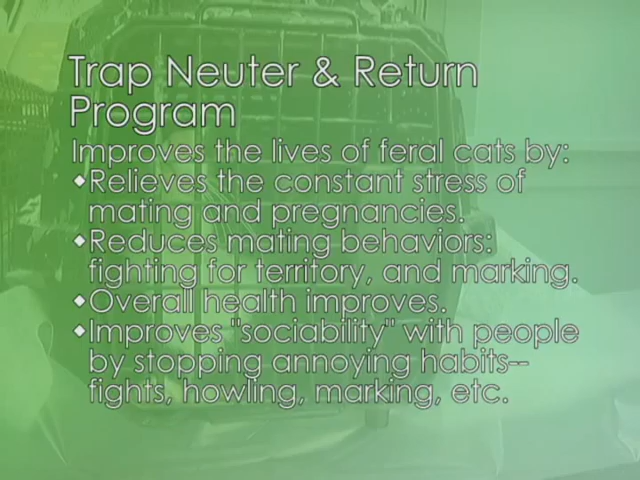 Trap Neuter & Return
Program
Improves the lives of feral cats by:
◆Relieves the constant stress of
mating and pregnancies.
◆Reduces mating behaviors:
fighting for territory, and marking.
◆Overall health improves.
◆Improves "sociability" with people
by stopping annoying habits--
fights, howling, marking, etc.